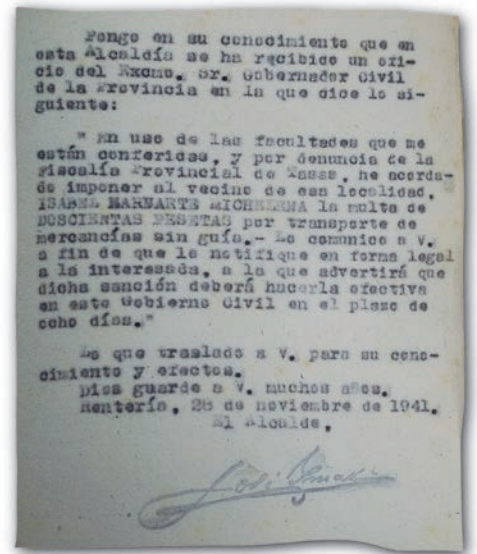 Pongo en su conocimiento que en
esta Alcaldía se ha recibido un ofi-
cio del Excmo. Sr. Gobernador Civil
de la Provincia en la que dice lo si-
guiente:
" En uso de las facultades que me
están conferidas, y por denuncia de la
Fiscalía Provincial de Tasas, he acorda-
do imponer al vecino de esa localidad,
ISABEL MARKARTE MICHELENA la multa de
DOSCIENTAS PESETAS por transporte de
mercancías sin guía.- Lo comunico a V.
a fin de que la notifique en forma legal
a la interesada, a la que advertirá que
dicha sanción deberá hacerla efectiva
en este Gobierno Civil en el plazo de
ocho días."
Lo que traslado a V. para su cono-
cimiento y efectos.
Dios guarde a V. muchos años.
Rentería, 28 de noviembre de 1941.
El Alcalde,